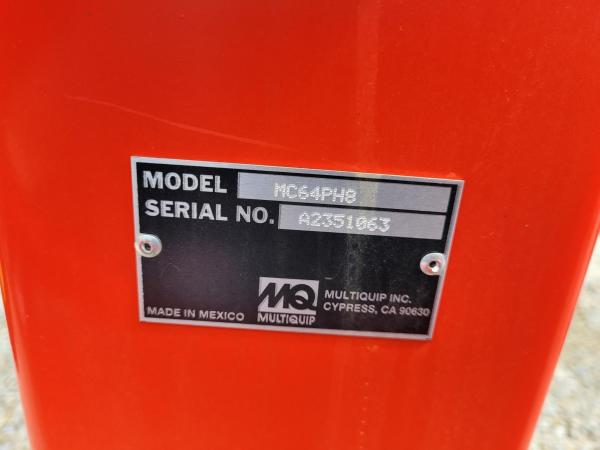 MODEL MC64PH8
SERIAL NO. A2351063
MQ
MULTIQUIP
MULTIQUIP INC.
CYPRESS, CA 90630
MADE IN MEXICO